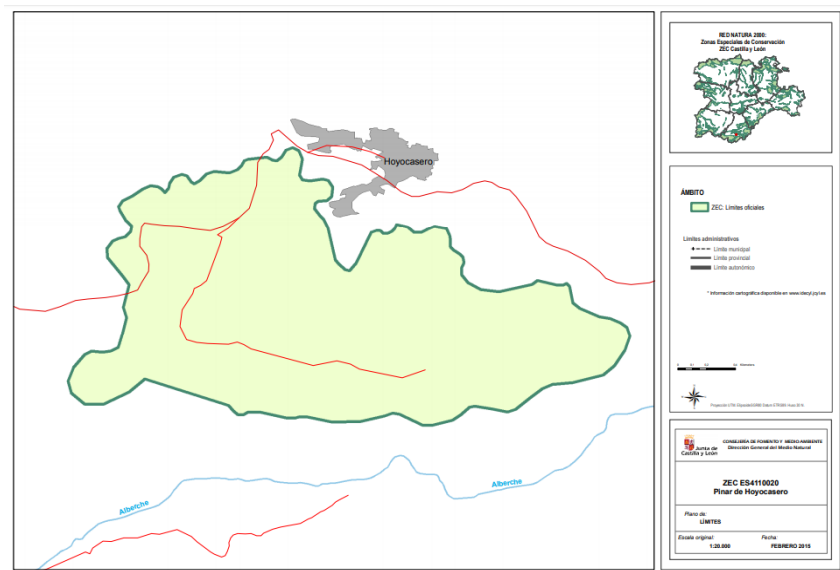 Hoyocasero
Alberche
Alberche
RED NATURA 2000:
Zonas Especiales de Conservación
ZEC Castilla y León
ÁMBITO
ZEC: Límites oficiales
Límites administrativos
Límite municipal
Límite provincial
Límite autonómico
* Información cartográfica disponible en www.idecyl.jcyl.es
Junta de
Castilla y León
CONSEJERÍA DE FOMENTO Y MEDIO AMBIENTE
Dirección General del Medio Natural
ZEC ES4110020
Pinar de Hoyocasero
Plano de:
LÍMITES
Escala original:
1:20.000
Fecha:
FEBRERO 2015